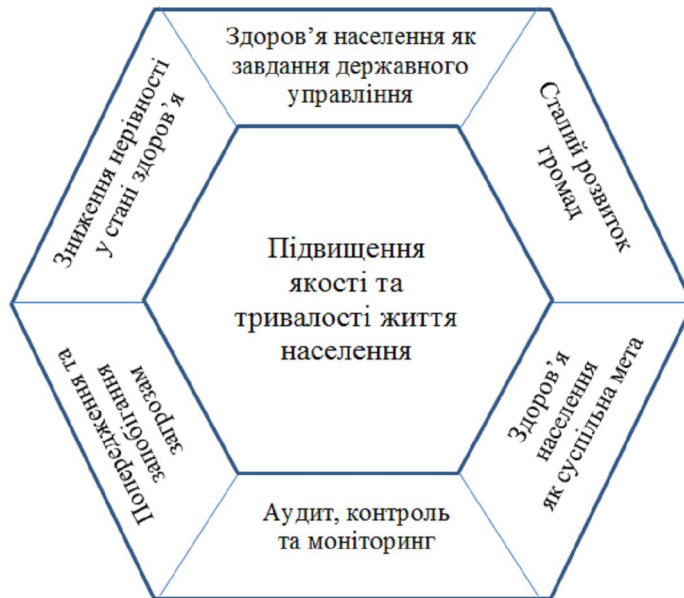 Здоров’я населення як
завдання державного
управління
Сталий розвиток
громад
Здоров’я
населення
як суспільна мета
Аудит, контроль
та моніторинг
Попередження та
запобігання
загрозам
Зниження нерівності
у стані здоров’я
Підвищення
якості та
тривалості життя
населення